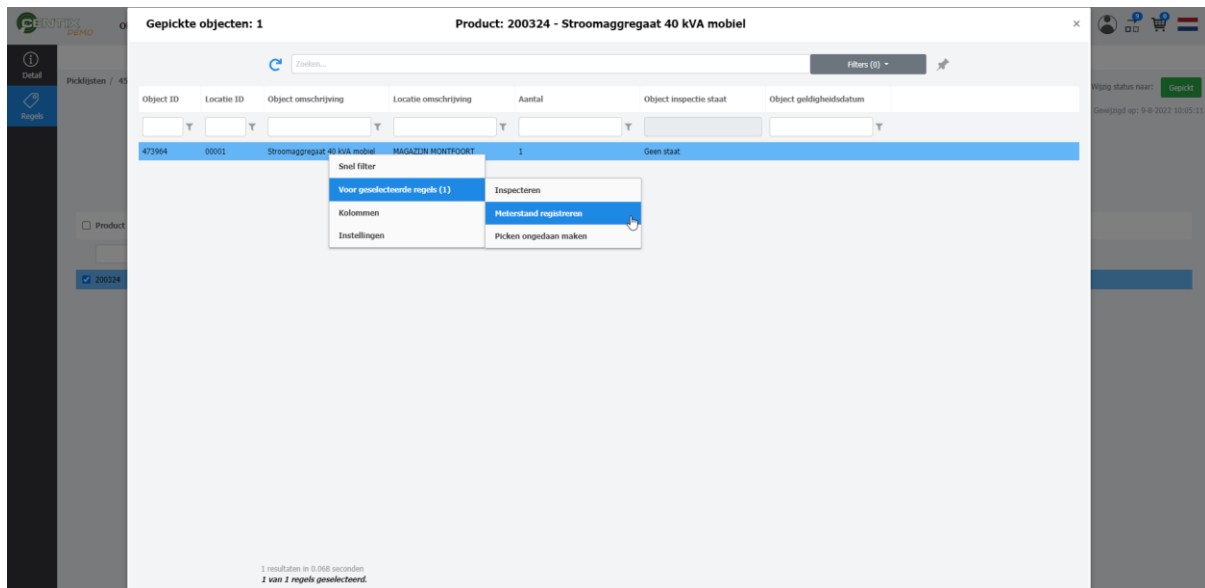 CENTIX
DEMO
Gepickte objecten: 1
Product: 200324 - Stroomaggregaat 40 kVA mobiel
×
Detail
Regels
Picklijsten / 45
Zoeken...
Filters (0)
Wijzig status naar: Gepickt
Gewijzigd op: 9-8-2022 10:05:11
Object ID Locatie ID Object omschrijving Locatie omschrijving Aantal Object inspectie staat Object geldigheidsdatum
473964 00001 Stroomaggregaat 40 kVA mobiel MAGAZIJN MONTFOORT 1 Geen staat
Snel filter
Voor geselecteerde regels (1)
Kolommen
Instellingen
Inspecteren
Meterstand registreren
Picken ongedaan maken
Product
200324
1 resultaten in 0.068 seconden
1 van 1 regels geselecteerd.